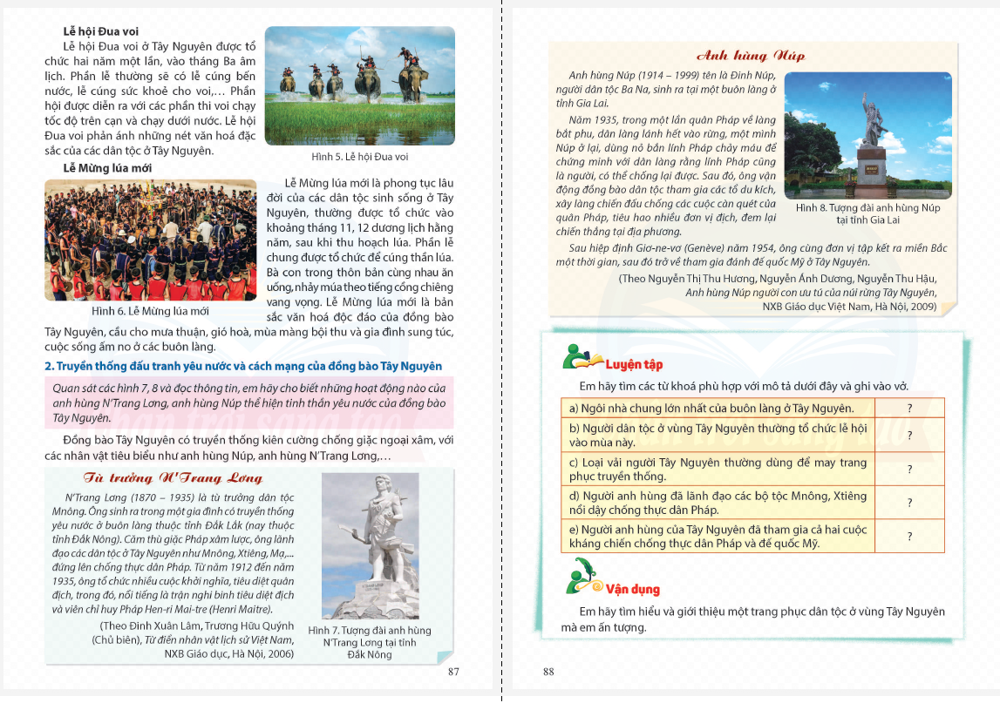 Lễ hội Đua voi
Lễ hội Đua voi ở Tây Nguyên được tổ
chức hai năm một lần, vào tháng Ba âm
lịch. Phần lễ thường sẽ có lễ cúng bến
nước, lễ cúng sức khoẻ cho voi,… Phần
hội được diễn ra với các phần thi voi chạy
tốc độ trên cạn và chạy dưới nước. Lễ hội
Đua voi phản ánh những nét văn hoá đặc
sắc của các dân tộc ở Tây Nguyên.
Hình 5. Lễ hội Đua voi
Lễ Mừng lúa mới
Lễ Mừng lúa mới là phong tục lâu
đời của các dân tộc sinh sống ở Tây
Nguyên, thường được tổ chức vào
khoảng tháng 11, 12 dương lịch hằng
năm, sau khi thu hoạch lúa. Phần lễ
chung được tổ chức để cúng thần lúa.
Bà con trong thôn bản cùng nhau ăn
uống, nhảy múa theo tiếng cồng chiêng
vang vọng. Lễ Mừng lúa mới là bản
sắc văn hoá độc đáo của đồng bào
Hình 6. Lễ Mừng lúa mới
Tây Nguyên, cầu cho mưa thuận, gió hoà, mùa màng bội thu và gia đình sung túc,
cuộc sống ấm no ở các buôn làng.
2. Truyền thống đấu tranh yêu nước và cách mạng của đồng bào Tây Nguyên
Quan sát các hình 7, 8 và đọc thông tin, em hãy cho biết những hoạt động nào của
anh hùng N'Trang Lơng, anh hùng Núp thể hiện tinh thần yêu nước của đồng bào
Tây Nguyên.
Đồng bào Tây Nguyên có truyền thống kiên cường chống giặc ngoại xâm, với
các nhân vật tiêu biểu như anh hùng Núp, anh hùng N'Trang Lơng,…
Tù trưởng N'Trang Lơng
N'Trang Lơng (1870 – 1935) là tù trưởng dân tộc
Mnông. Ông sinh ra trong một gia đình có truyền thống
yêu nước ở buôn làng thuộc tỉnh Đắk Lắk (nay thuộc
tỉnh Đắk Nông). Căm thù giặc Pháp xâm lược, ông lãnh
đạo các dân tộc ở Tây Nguyên như Mnông, Xtiêng, Mạ,...
đứng lên chống thực dân Pháp. Từ năm 1912 đến năm
1935, ông tổ chức nhiều cuộc khởi nghĩa, tiêu diệt quân
địch, trong đó, nổi tiếng là trận nghi binh tiêu diệt địch
và viên chỉ huy Pháp Hen-ri Mai-tre (Henri Maitre).
(Theo Đinh Xuân Lâm, Trương Hữu Quýnh
(Chủ biên), Từ điển nhân vật lịch sử Việt Nam,
NXB Giáo dục, Hà Nội, 2006)
Hình 7. Tượng đài anh hùng
N'Trang Lơng tại tỉnh
Đắk Nông
87
Anh hùng Núp
Anh hùng Núp (1914 – 1999) tên là Đinh Núp,
người dân tộc Ba Na, sinh ra tại một buôn làng ở
tỉnh Gia Lai.
Năm 1935, trong một lần quân Pháp về làng
bắt phu, dân làng lánh hết vào rừng, một mình
Núp ở lại, dùng nỏ bắn lính Pháp chảy máu để
chứng minh với dân làng rằng lính Pháp cũng
là người, có thể chống lại được. Sau đó, ông vận
động đồng bào dân tộc tham gia các tổ du kích,
xây làng chiến đấu chống các cuộc càn quét của
quân Pháp, tiêu hao nhiều đơn vị địch, đem lại
chiến thắng tại địa phương.
Hình 8. Tượng đài anh hùng Núp
tại tỉnh Gia Lai
Sau hiệp định Giơ-ne-vơ (Genève) năm 1954, ông cùng đơn vị tập kết ra miền Bắc
một thời gian, sau đó trở về tham gia đánh đế quốc Mỹ ở Tây Nguyên.
(Theo Nguyễn Thị Thu Hương, Nguyễn Ánh Dương, Nguyễn Thu Hậu,
Anh hùng Núp người con ưu tú của núi rừng Tây Nguyên,
NXB Giáo dục Việt Nam, Hà Nội, 2009)
Luyện tập
Em hãy tìm các từ khoá phù hợp với mô tả dưới đây và ghi vào vở.
a) Ngôi nhà chung lớn nhất của buôn làng ở Tây Nguyên. ?
b) Người dân tộc ở vùng Tây Nguyên thường tổ chức lễ hội
vào mùa này. ?
c) Loại vải người Tây Nguyên thường dùng để may trang
phục truyền thống. ?
d) Người anh hùng đã lãnh đạo các bộ tộc Mnông, Xtiêng
nổi dậy chống thực dân Pháp. ?
e) Người anh hùng của Tây Nguyên đã tham gia cả hai cuộc
kháng chiến chống thực dân Pháp và đế quốc Mỹ. ?
Vận dụng
Em hãy tìm hiểu và giới thiệu một trang phục dân tộc ở vùng Tây Nguyên
mà em ấn tượng.
88